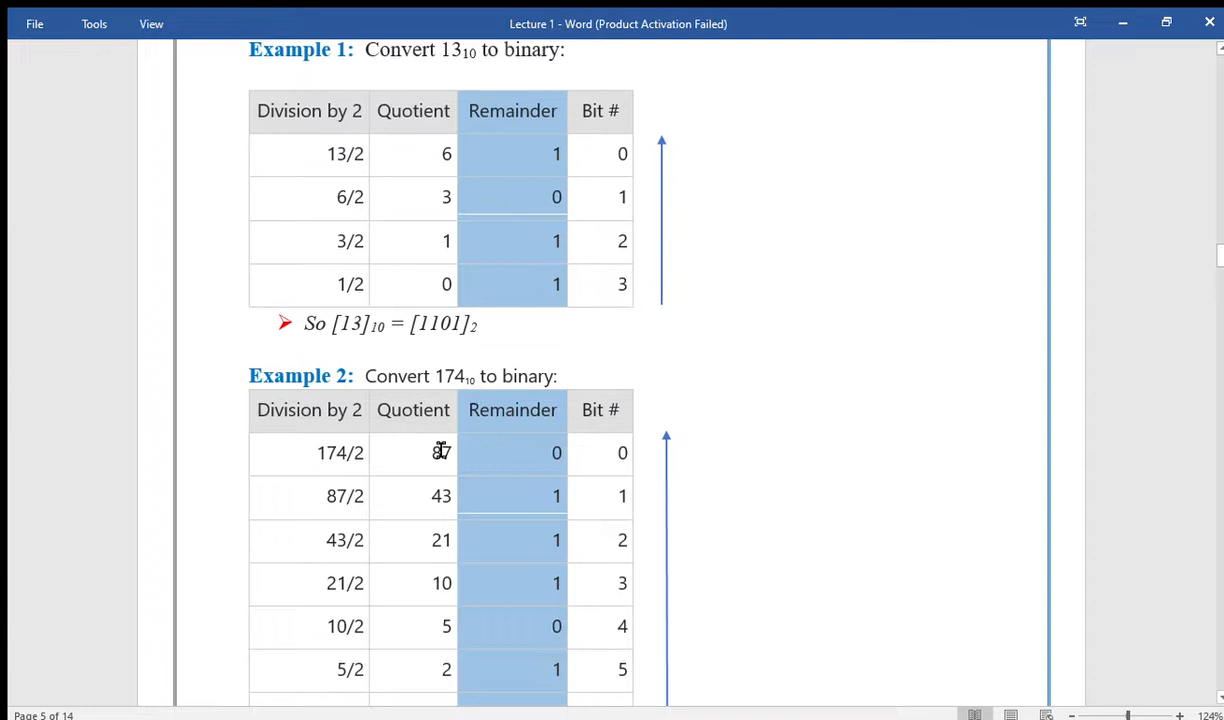 File Tools View Lecture 1 - Word (Product Activation Failed)
Example 1: Convert 13₁₀ to binary:
Division by 2 Quotient Remainder Bit #
13/2 6 1 0
6/2 3 0 1
3/2 1 1 2
1/2 0 1 3
So [13]₁₀ = [1101]₂
Example 2: Convert 174₁₀ to binary:
Division by 2 Quotient Remainder Bit #
174/2 87 0 0
87/2 43 1 1
43/2 21 1 2
21/2 10 1 3
10/2 5 0 4
5/2 2 1 5
Page 5 of 14 124%